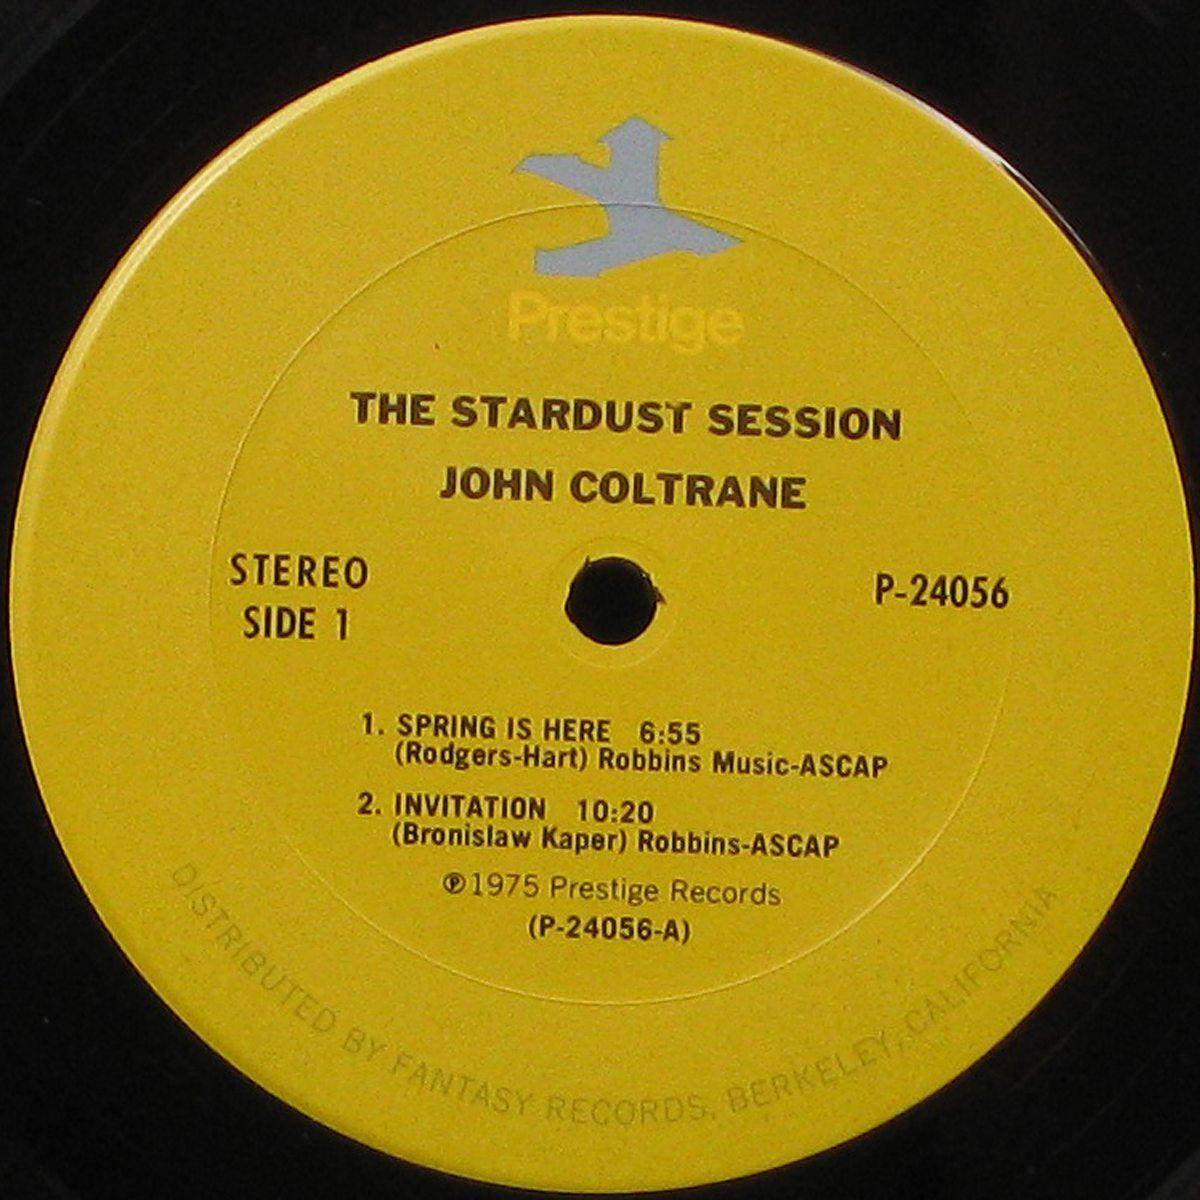 Prestige
THE STARDUST SESSION
JOHN COLTRANE
STEREO
SIDE 1
P-24056
1. SPRING IS HERE 6:55
(Rodgers-Hart) Robbins Music-ASCAP
2. INVITATION 10:20
(Bronislaw Kaper) Robbins-ASCAP
℗1975 Prestige Records
(P-24056-A)
DISTRIBUTED BY FANTASY RECORDS, BERKELEY, CALIFORNIA